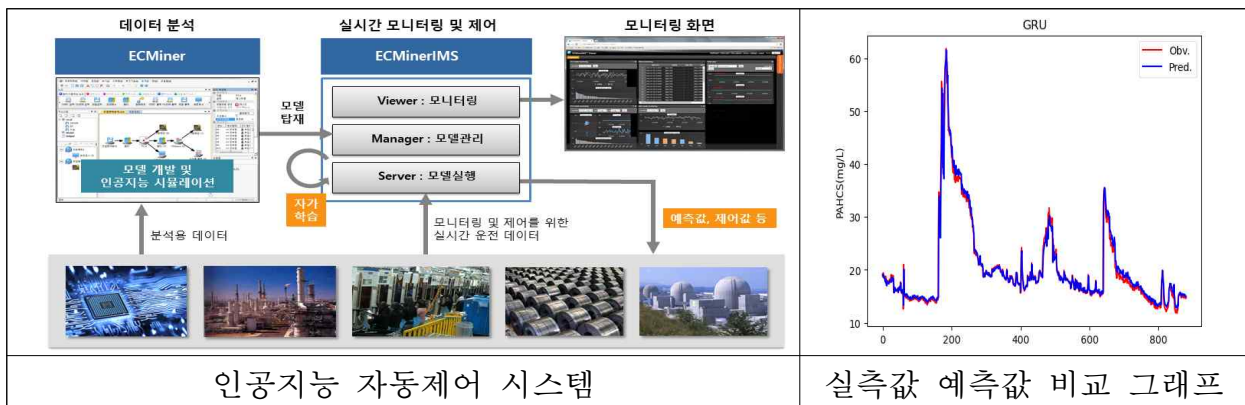 데이터 분석
실시간 모니터링 및 제어
모니터링 화면
ECMiner
ECMinerIMS
모델
탑재
Viewer : 모니터링
Manager : 모델관리
Server : 모델실행
모델 개발 및
인공지능 시뮬레이션
자가
학습
예측값, 제어값 등
분석용 데이터
모니터링 및 제어를 위한
실시간 운전 데이터
GRU
Obv.
Pred.
PAHCS(mg/L)
60
50
40
30
20
10
0 200 400 600 800
인공지능 자동제어 시스템
실측값 예측값 비교 그래프